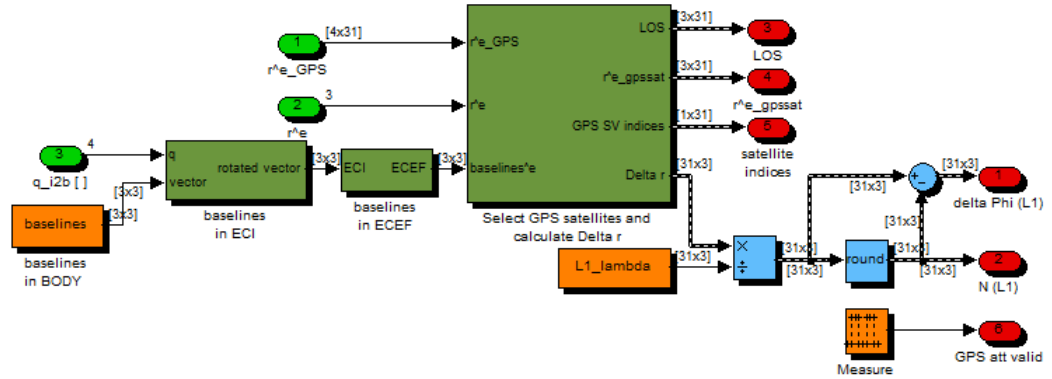 [4x31]
1
r^e_GPS
3
2
r^e
3
4
q_i2b [ ]
[3x3]
baselines
[3x3]
baselines
in BODY
q
vector
rotated vector
baselines
in ECI
[3x3]
ECI
ECEF
baselines
in ECEF
[3x3]
r^e_GPS
r^e
baselines^e
LOS
r^e_gpssat
GPS SV indices
Delta r
Select GPS satellites and
calculate Delta r
[3x31]
3
LOS
[3x31]
4
r^e_gpssat
[1x31]
5
satellite
indices
[31x3]
L1_lambda
[31x3]
×
÷
[31x3]
[31x3]
[31x3]
round
[31x3]
[31x3]
+
−
[31x3]
1
delta Phi (L1)
2
N (L1)
Measure
6
GPS att valid